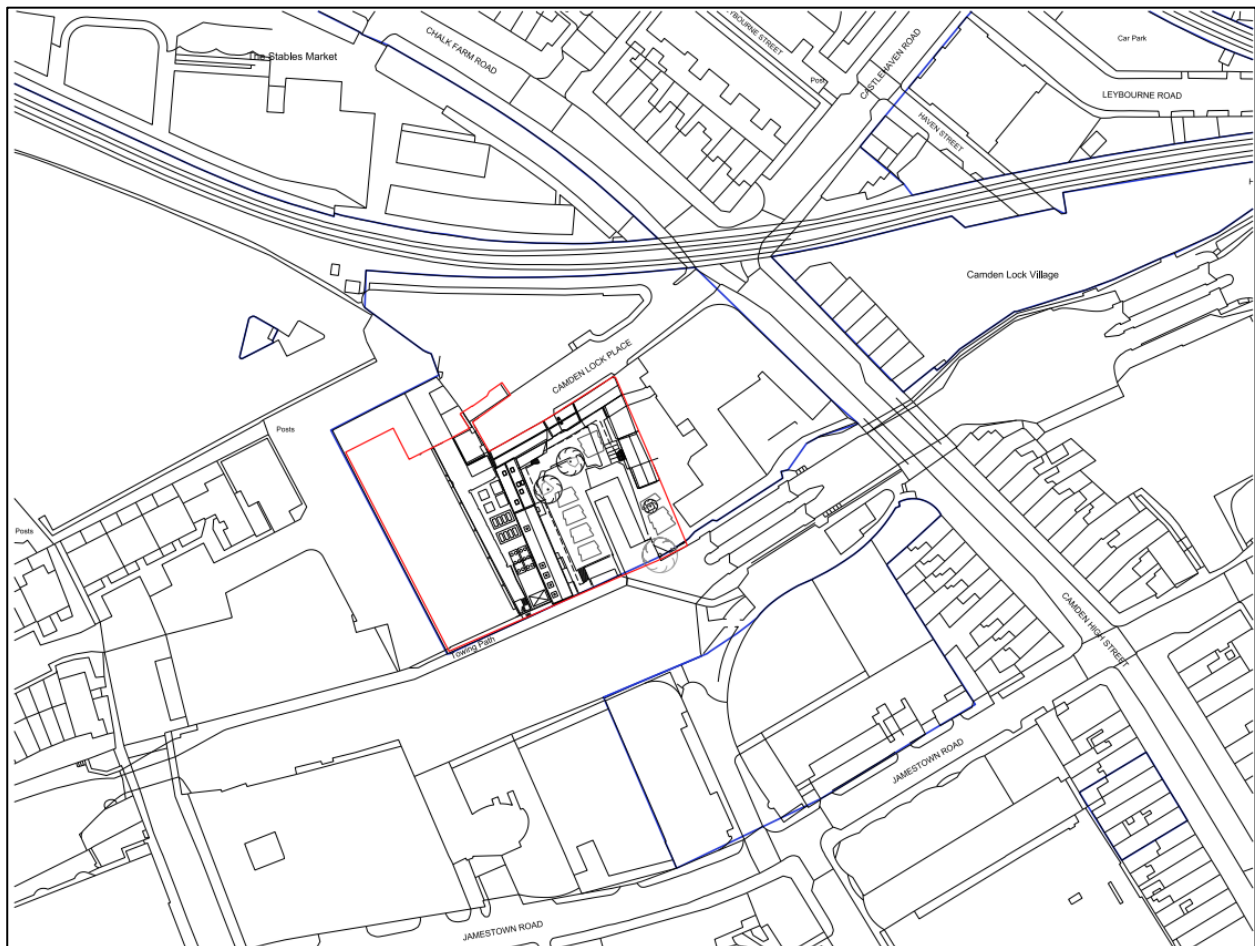 CHALK FARM ROAD
The Stables Market
LEYBOURNE STREET
Post
CASTLEHAVEN ROAD
Car Park
LEYBOURNE ROAD
HAVEN STREET
Camden Lock Village
CAMDEN LOCK PLACE
Posts
Posts
Towing Path
CAMDEN HIGH STREET
JAMESTOWN ROAD
JAMESTOWN ROAD